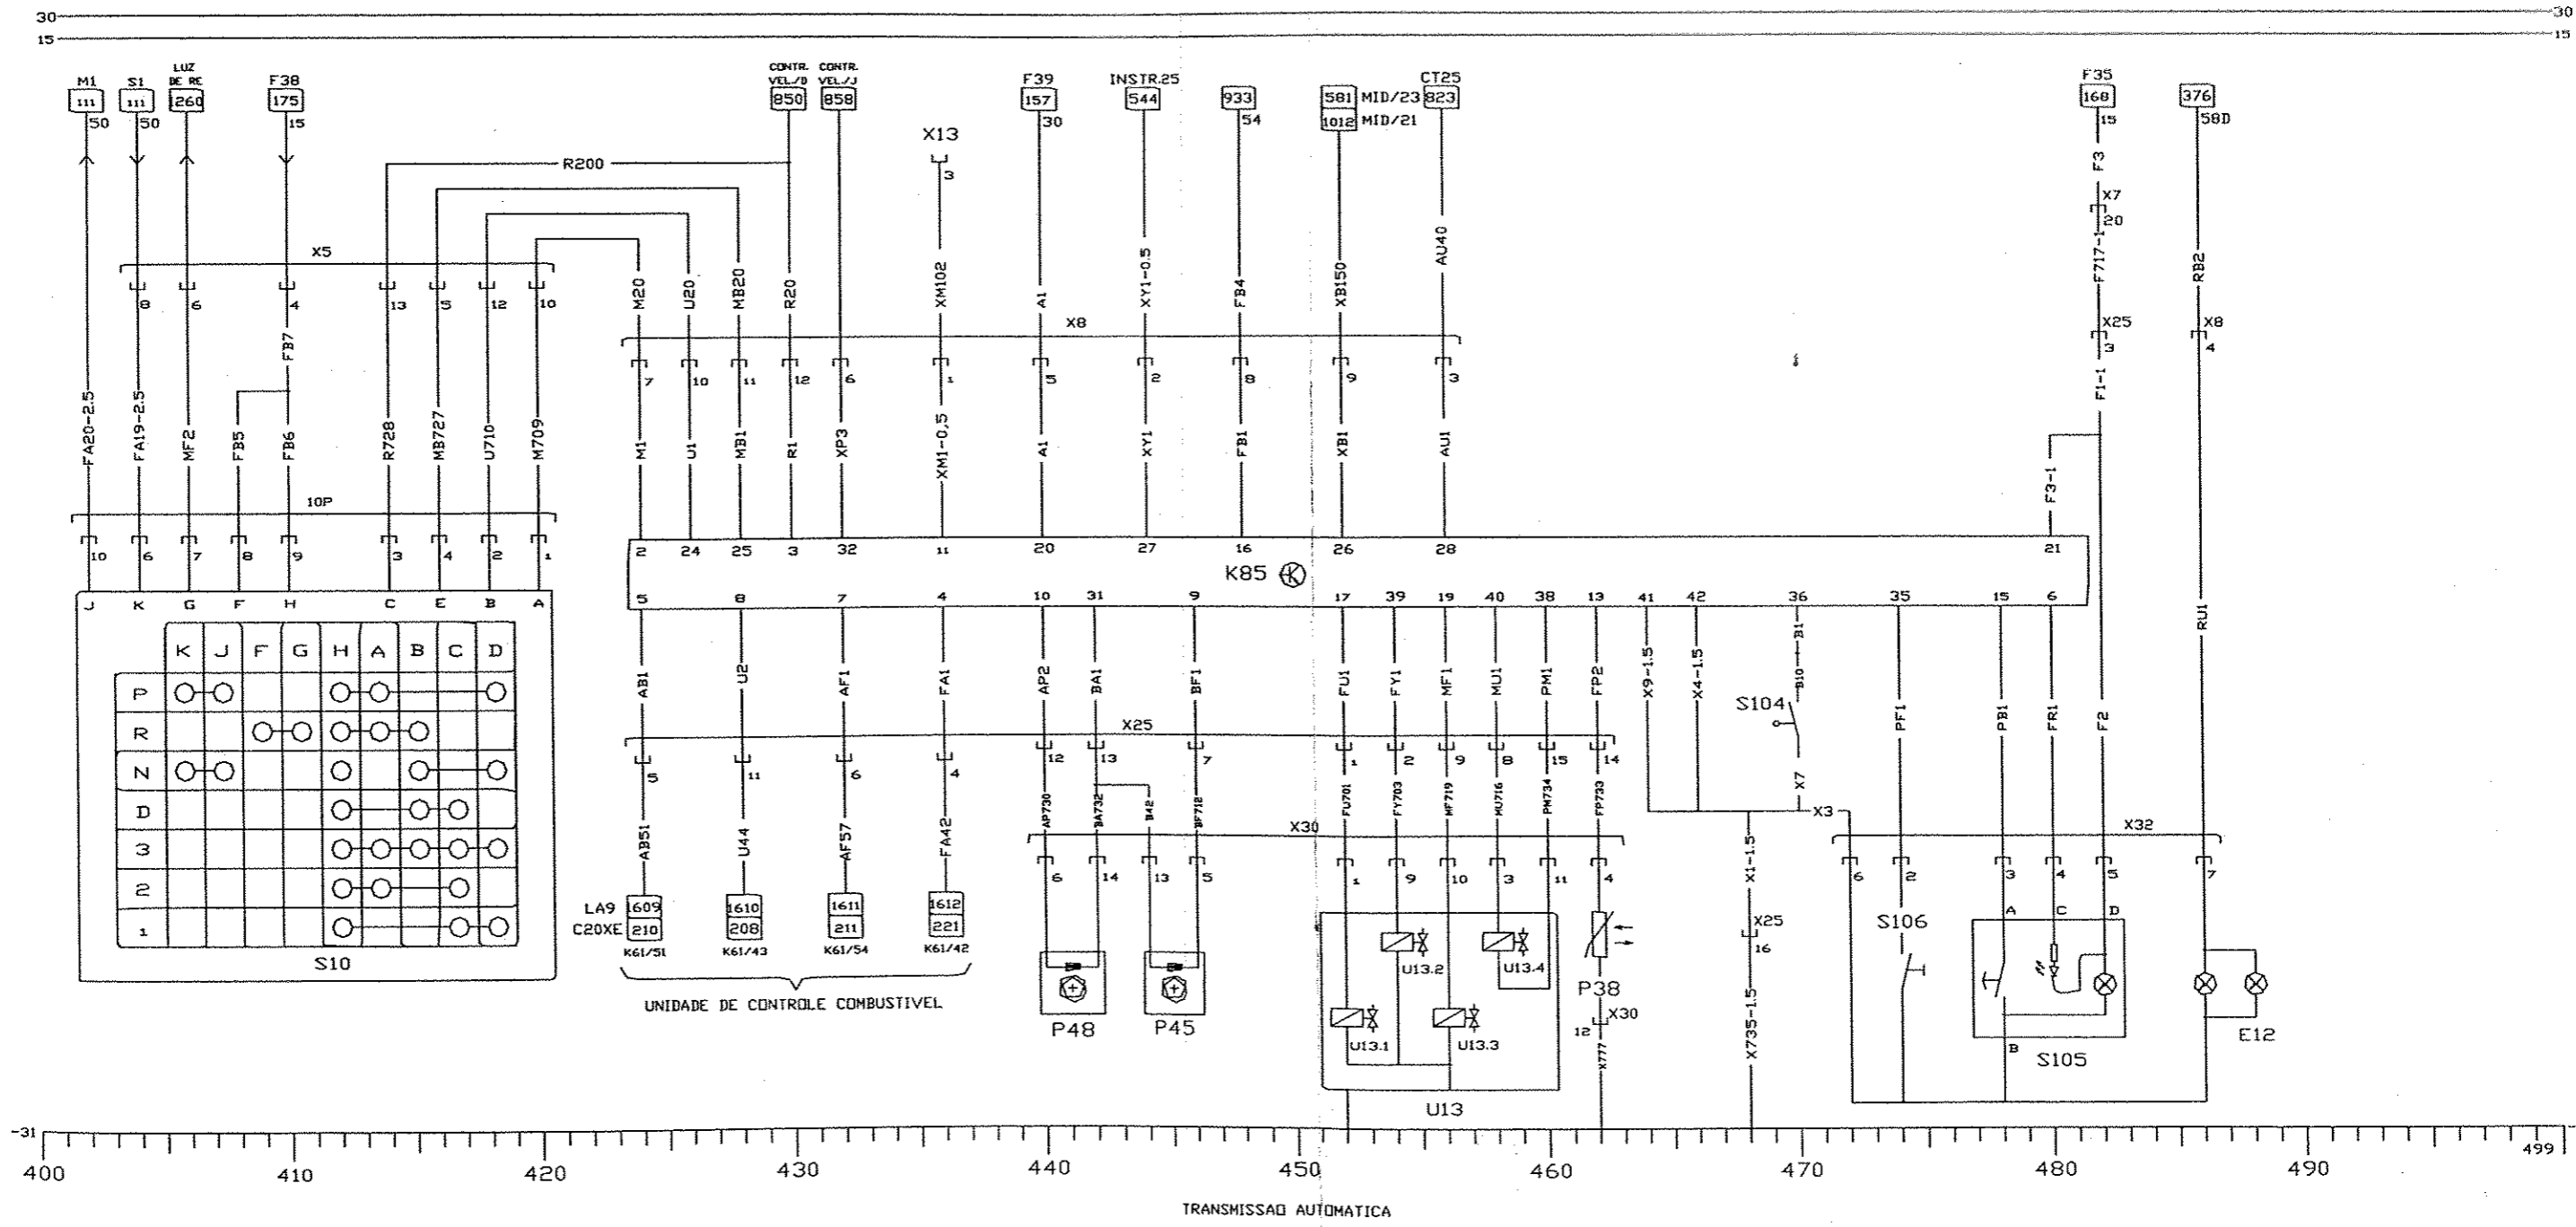 30 30
15 15
M1 S1 LUZ DE RE F38 CONTR. VEL./D CONTR. VEL./J F39 INSTR.25 CT25 F35
111 111 1260 175 850 858 157 544 933 581 MID/23 823 168 376
1012 MID/21
50 50 15 30 54 15 58D
X13
3
R200
F3
X7
20
X5
8 6 4 13 5 12 10
M20 U20 MB20 R20 XM102 A1 XY1-0.5 FB4 XB150 AU40 F717-1 RB2
X8
X25
3
X8
4
7 10 11 12 6 1 5 2 8 9 3
FB7
F1-1
FA20-2.5 FA19-2.5 MF2 FB5 FB6 R728 MB727 U710 M709 M1 U1 MB1 R1 XP3 XM1-0,5 A1 XY1 FB1 XB1 AU1
F3-1
10P
10 6 7 8 9 3 4 2 1
2 24 25 3 32 11 20 27 16 26 28 21
K85 K
J K G F H C E B A
5 8 7 4 10 31 9 17 39 19 40 38 13 41 42 36 35 15 6
K J F G H A B C D
P
R
N
D
3
2
1
S10
AB1 U2 AF1 FA1 AP2 BA1 BF1 FU1 FY1 MF1 MU1 PM1 FP2 X9-1.5 X4-1.5 B1 B10 PF1 PB1 FR1 F2 RU1
S104
X25
5 11 6 4 12 13 7 1 2 9 8 15 14
X7
AB51 U44 AF57 FA42 AP730 BA732 B42 BF712 FU701 FY703 MF719 MU716 PM734 FP733
X3
X30
X32
6 14 13 5 1 9 10 3 11 4
X1-1.5
6 2 3 4 5 7
LA9 1609 1610 1611 1612
C20XE 210 208 211 221
K61/51 K61/43 K61/54 K61/42
UNIDADE DE CONTROLE COMBUSTIVEL
P48 P45
U13.2 U13.4
U13.1 U13.3
U13
P38
X30
12
X777
X25
16
X735-1.5
S106
A C D
B
S105
E12
-31
400 410 420 430 440 450 460 470 480 490 499
TRANSMISSAO AUTOMATICA